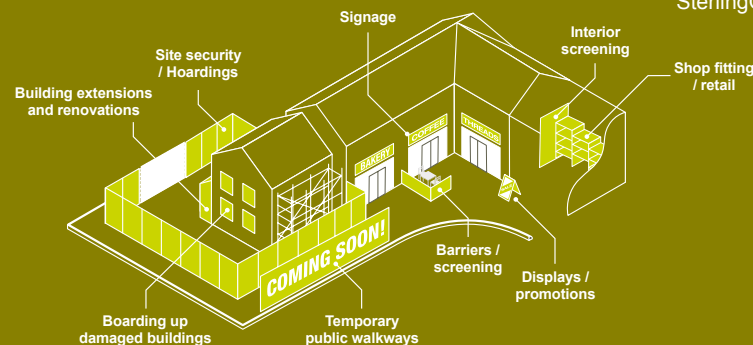 Signage
Interior
screening
Site security
/ Hoardings
Shop fitting
/ retail
Building extensions
and renovations
BAKERY
COFFEE
THREADS
COMING SOON!
Barriers /
screening
Displays /
promotions
Boarding up
damaged buildings
Temporary
public walkways